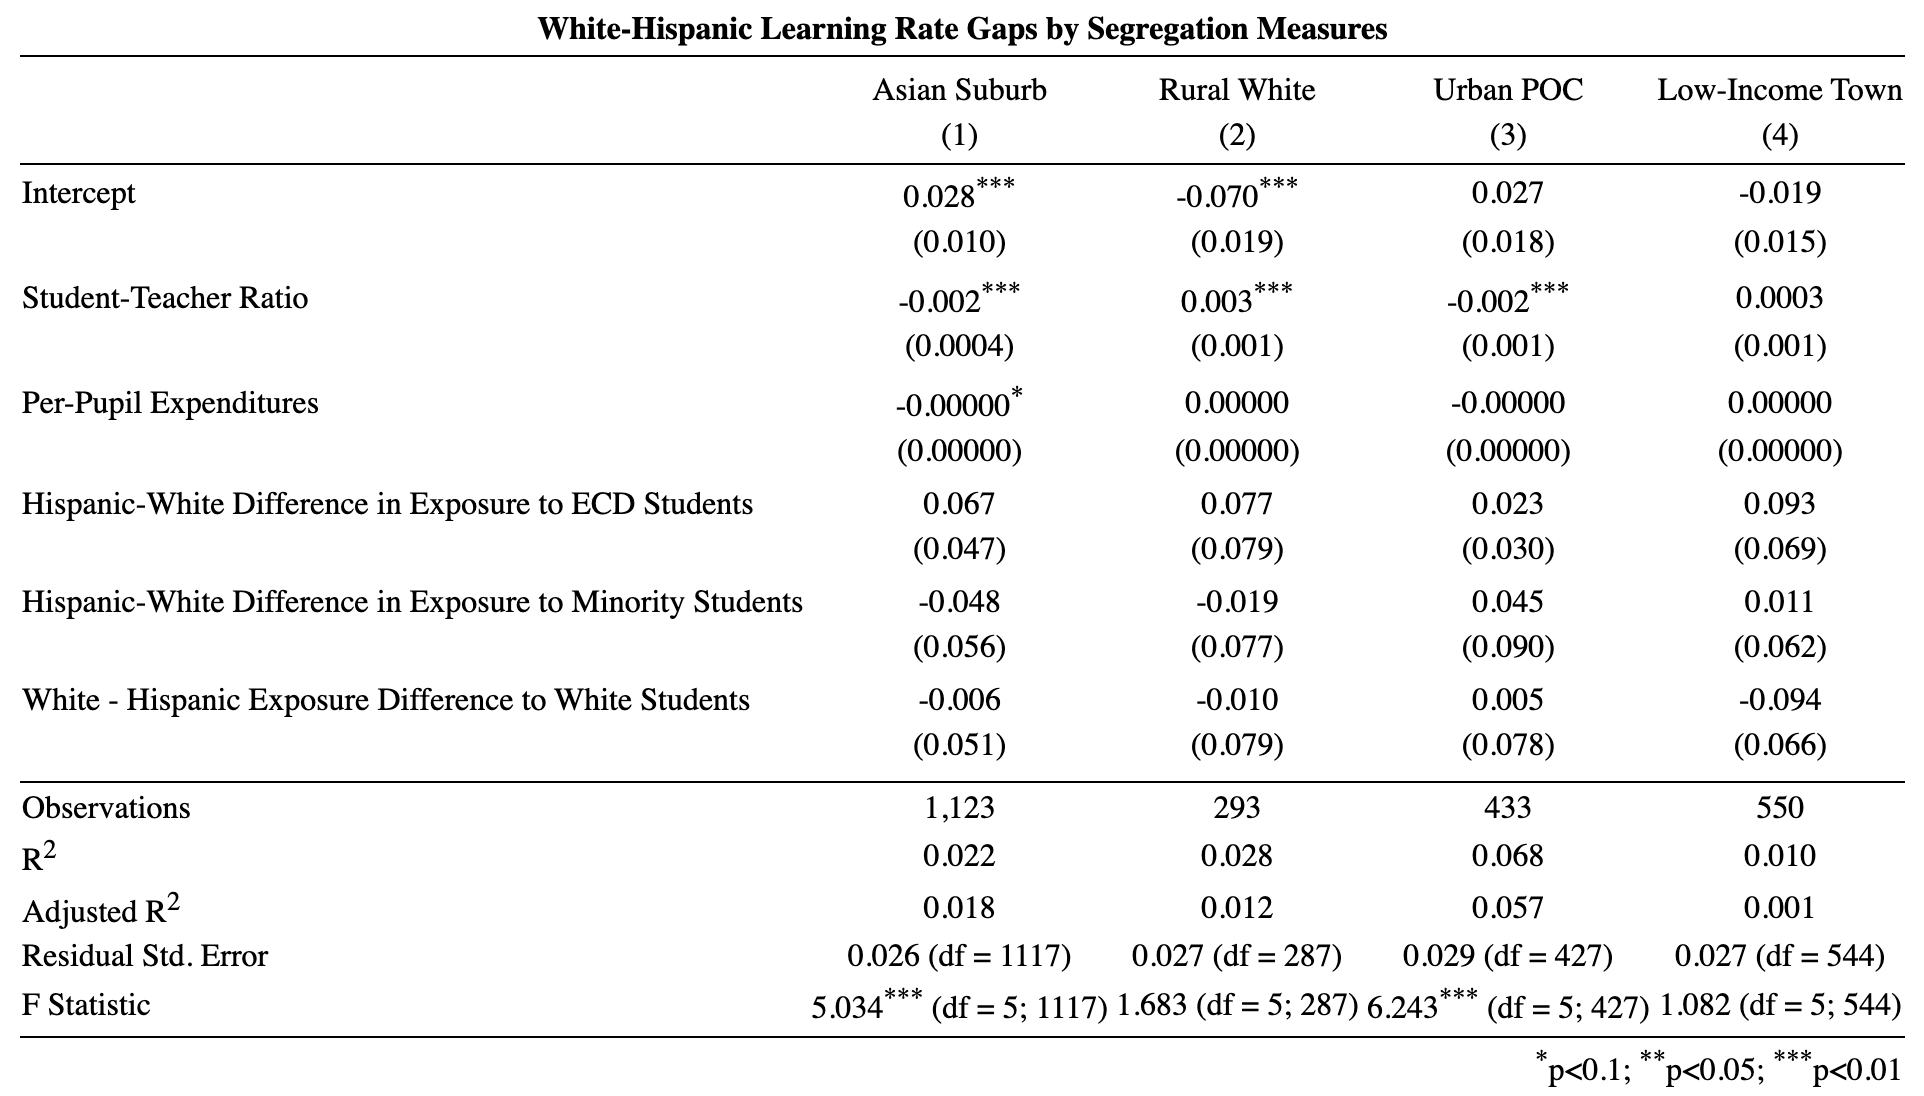 White-Hispanic Learning Rate Gaps by Segregation Measures
Asian Suburb Rural White Urban POC Low-Income Town
(1) (2) (3) (4)
Intercept 0.028*** -0.070*** 0.027 -0.019
(0.010) (0.019) (0.018) (0.015)
Student-Teacher Ratio -0.002*** 0.003*** -0.002*** 0.0003
(0.0004) (0.001) (0.001) (0.001)
Per-Pupil Expenditures -0.00000* 0.00000 -0.00000 0.00000
(0.00000) (0.00000) (0.00000) (0.00000)
Hispanic-White Difference in Exposure to ECD Students 0.067 0.077 0.023 0.093
(0.047) (0.079) (0.030) (0.069)
Hispanic-White Difference in Exposure to Minority Students -0.048 -0.019 0.045 0.011
(0.056) (0.077) (0.090) (0.062)
White - Hispanic Exposure Difference to White Students -0.006 -0.010 0.005 -0.094
(0.051) (0.079) (0.078) (0.066)
Observations 1,123 293 433 550
R2 0.022 0.028 0.068 0.010
Adjusted R2 0.018 0.012 0.057 0.001
Residual Std. Error 0.026 (df = 1117) 0.027 (df = 287) 0.029 (df = 427) 0.027 (df = 544)
F Statistic 5.034*** (df = 5; 1117) 1.683 (df = 5; 287) 6.243*** (df = 5; 427) 1.082 (df = 5; 544)
*p<0.1; **p<0.05; ***p<0.01